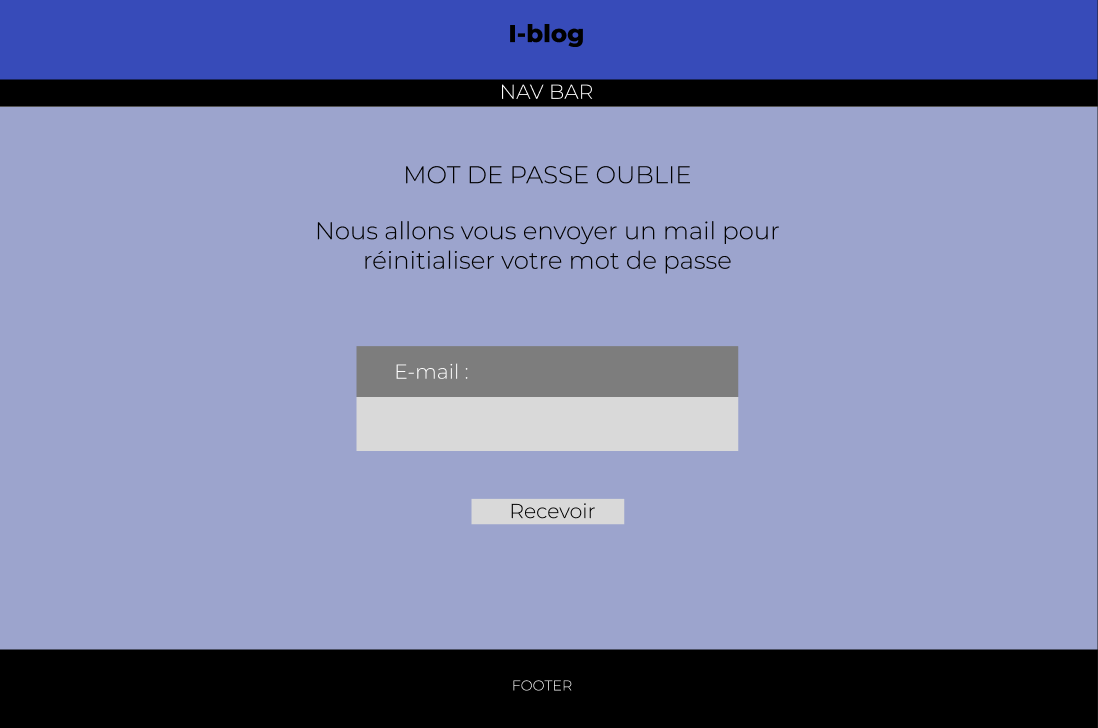 I-blog
NAV BAR
MOT DE PASSE OUBLIE
Nous allons vous envoyer un mail pour
réinitialiser votre mot de passe
E-mail :
Recevoir
FOOTER